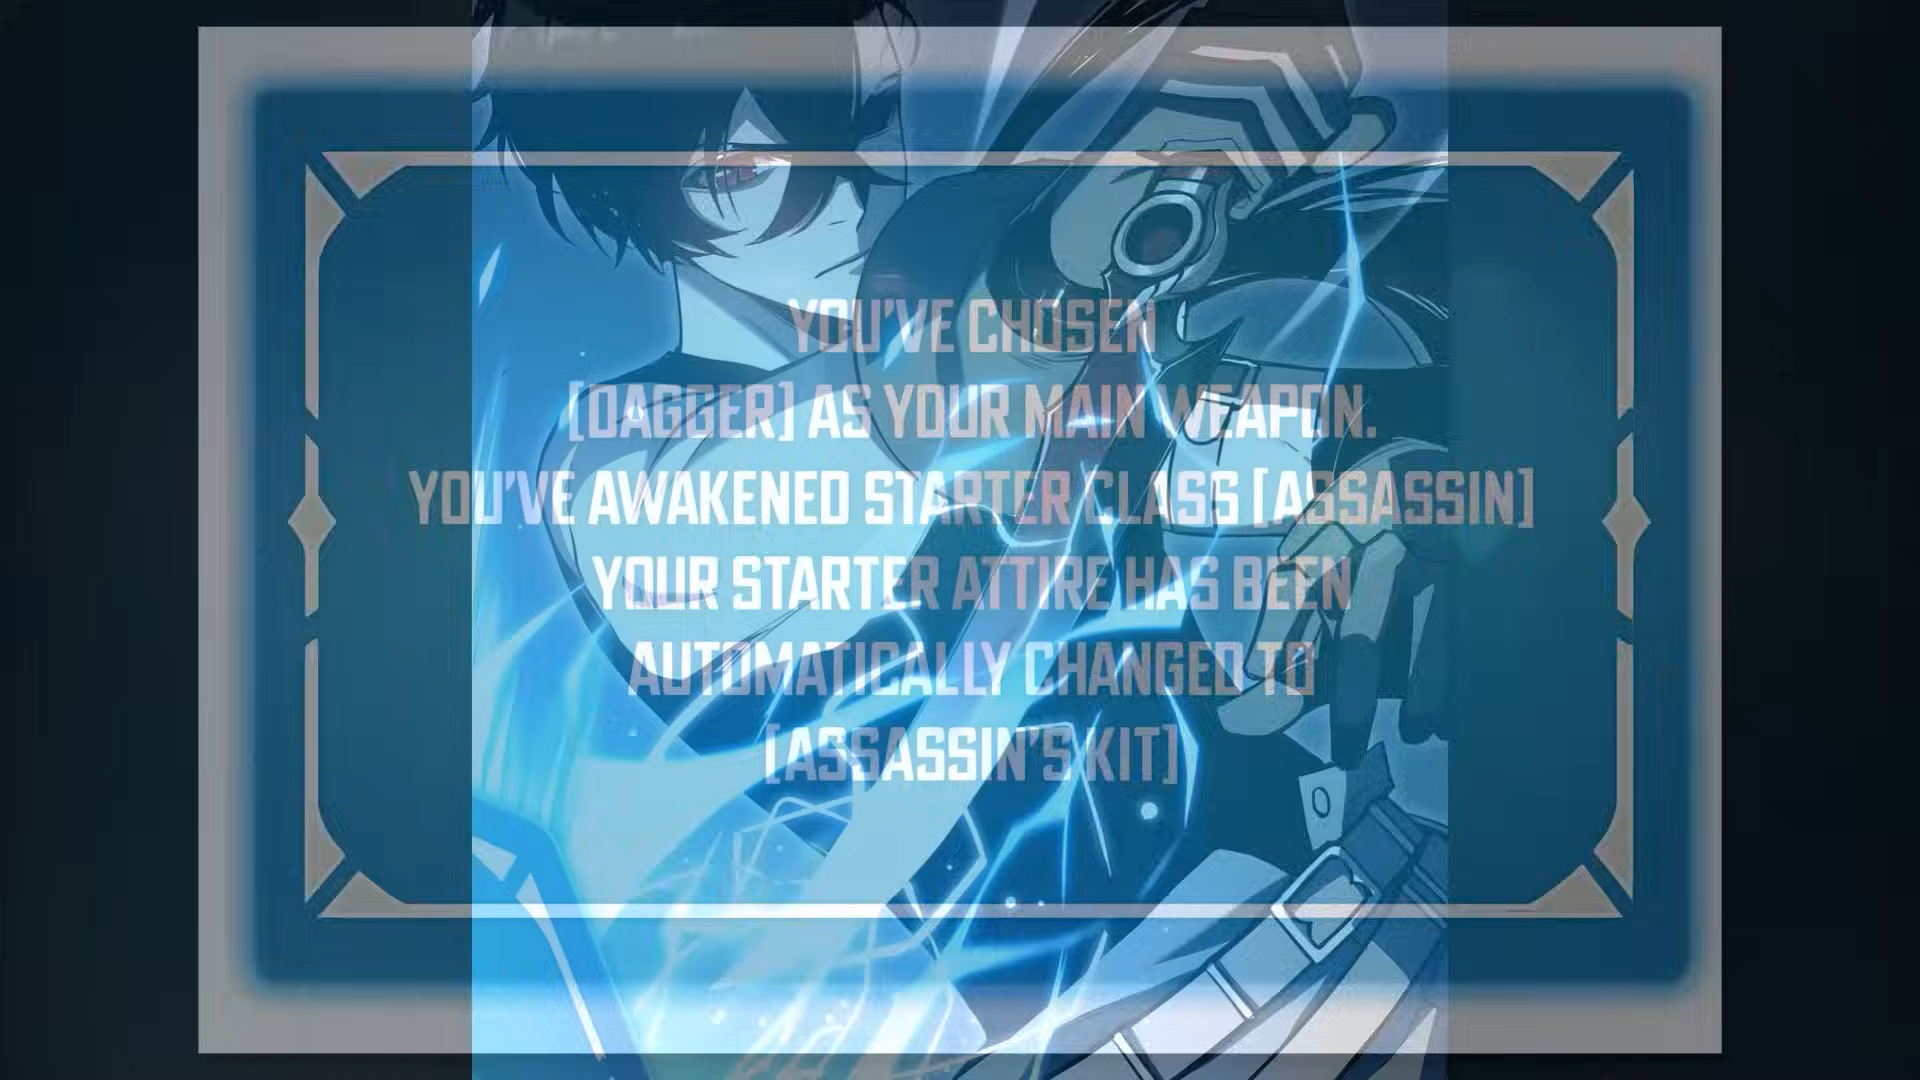 YOU'VE CHOSEN
[DAGGER] AS YOUR MAIN WEAPON.
YOU'VE AWAKENED STARTER CLASS [ASSASSIN]
YOUR STARTER ATTIRE HAS BEEN
AUTOMATICALLY CHANGED TO
[ASSASSIN'S KIT]